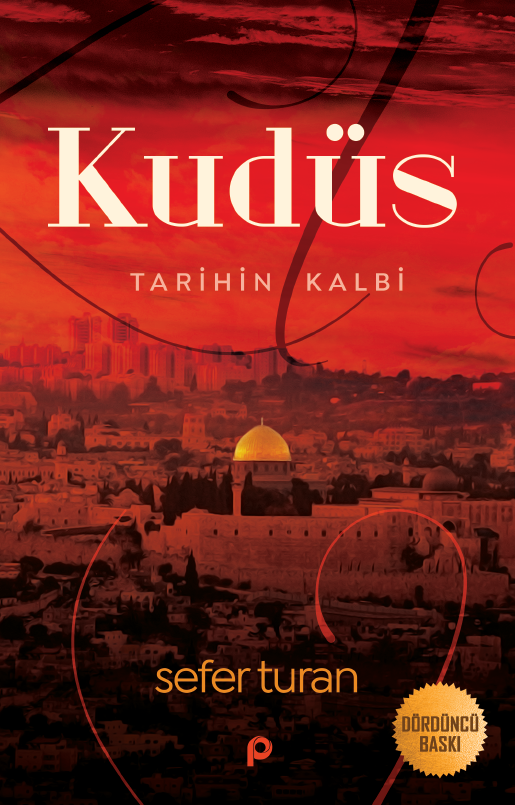 Kudüs
TARİHİN KALBİ
sefer turan
DÖRDÜNCÜ
BASKI
p